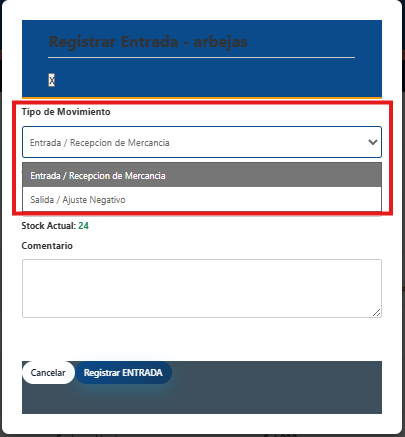 Registrar Entrada - arbejas
X
Tipo de Movimiento
Entrada / Recepcion de Mercancia
Entrada / Recepcion de Mercancia
Salida / Ajuste Negativo
Stock Actual: 24
Comentario
Cancelar
Registrar ENTRADA